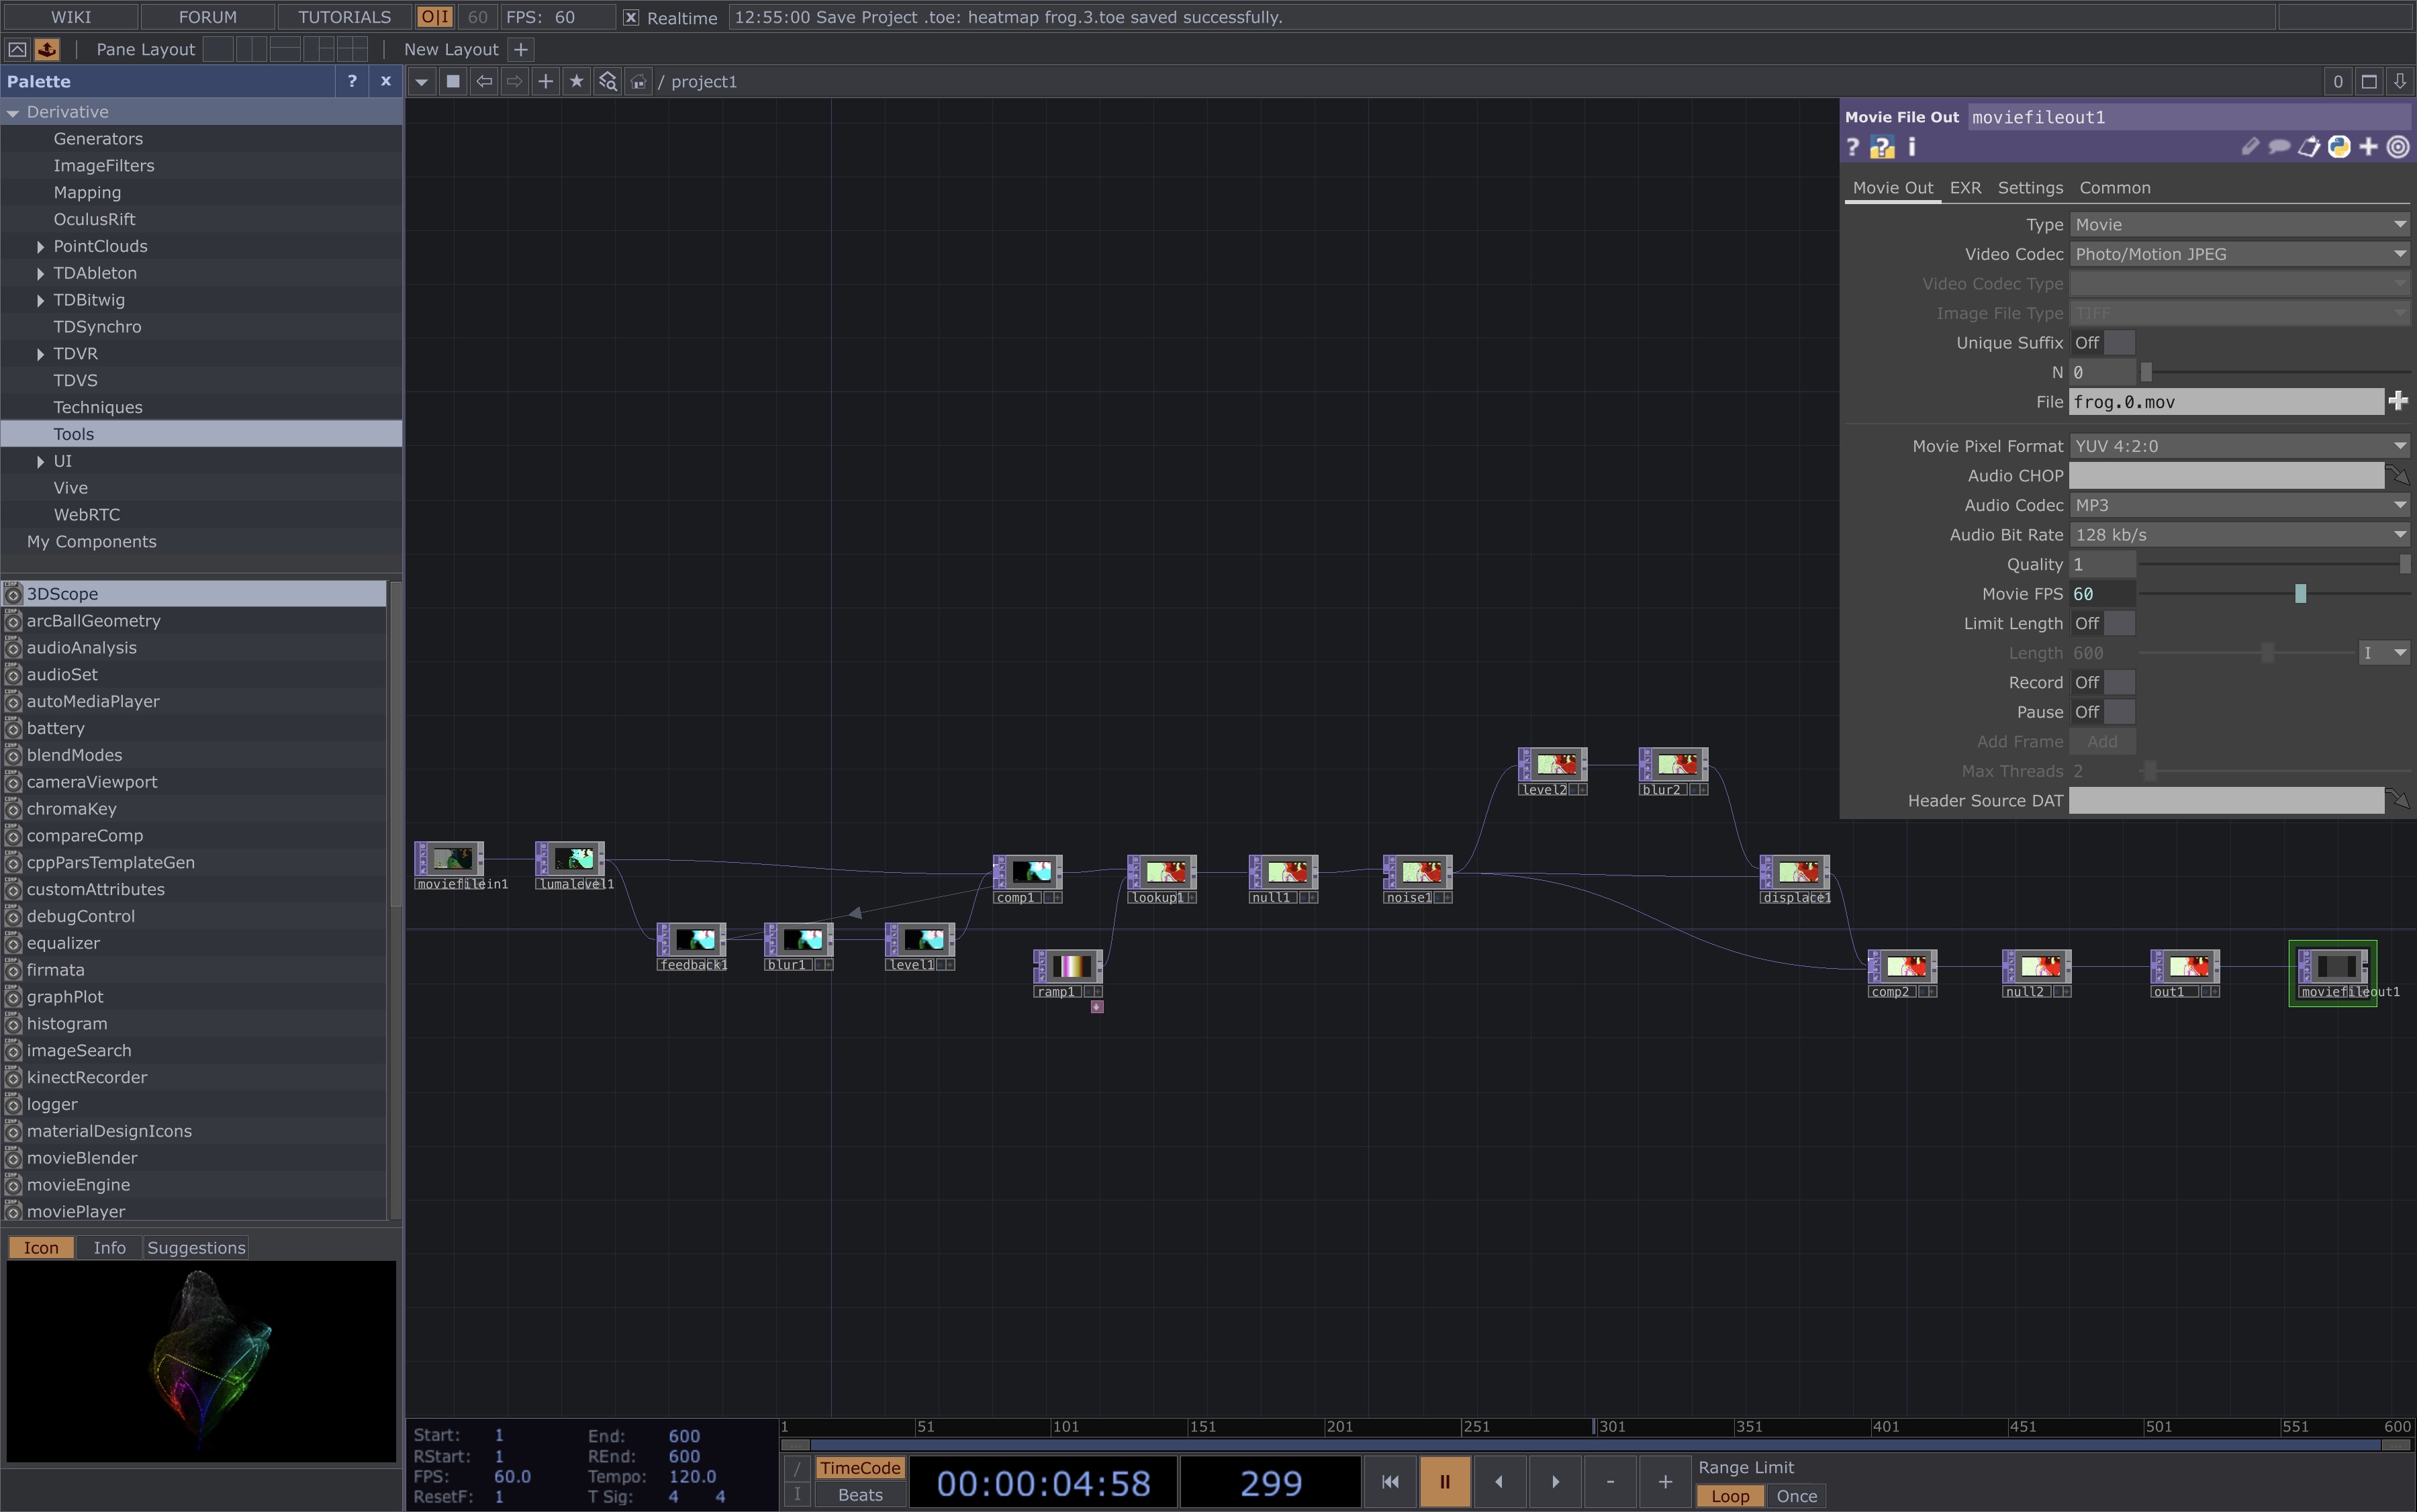 WIKI FORUM TUTORIALS O|I 60 FPS: 60 X Realtime 12:55:00 Save Project .toe: heatmap frog.3.toe saved successfully.
Pane Layout New Layout +
Palette ? x
Derivative
Generators
ImageFilters
Mapping
OculusRift
PointClouds
TDAbleton
TDBitwig
TDSynchro
TDVR
TDVS
Techniques
Tools
UI
Vive
WebRTC
My Components
3DScope
arcBallGeometry
audioAnalysis
audioSet
autoMediaPlayer
battery
blendModes
cameraViewport
chromaKey
compareComp
cppParsTemplateGen
customAttributes
debugControl
equalizer
firmata
graphPlot
histogram
imageSearch
kinectRecorder
logger
materialDesignIcons
movieBlender
movieEngine
moviePlayer
Icon Info Suggestions
/ project1 0
Movie File Out moviefileout1
? ? i
Movie Out EXR Settings Common
Type Movie
Video Codec Photo/Motion JPEG
Video Codec Type
Image File Type TIFF
Unique Suffix Off
N 0
File frog.0.mov
Movie Pixel Format YUV 4:2:0
Audio CHOP
Audio Codec MP3
Audio Bit Rate 128 kb/s
Quality 1
Movie FPS 60
Limit Length Off
Length 600 I
Record Off
Pause Off
Add Frame Add
Max Threads 2
Header Source DAT
level2 blur2
moviefilein1 lumalevel1
comp1 lookup1 null1 noise1 displace1
feedback1 blur1 level1
ramp1 comp2 null2 out1 moviefileout1
1 51 101 151 201 251 301 351 401 451 501 551 600
Start: 1 End: 600
RStart: 1 REnd: 600
FPS: 60.0 Tempo: 120.0
ResetF: 1 T Sig: 4 4
/ TimeCode
I Beats
00:00:04:58 299
- +
Range Limit
Loop Once